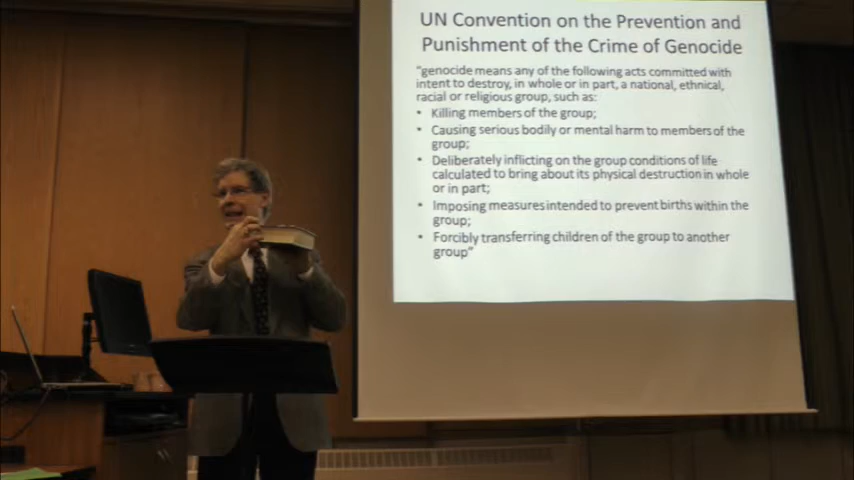 UN Convention on the Prevention and
Punishment of the Crime of Genocide
"genocide means any of the following acts committed with
intent to destroy, in whole or in part, a national, ethnical,
racial or religious group, such as:
• Killing members of the group;
• Causing serious bodily or mental harm to members of the
group;
• Deliberately inflicting on the group conditions of life
calculated to bring about its physical destruction in whole
or in part;
• Imposing measures intended to prevent births within the
group;
• Forcibly transferring children of the group to another
group"